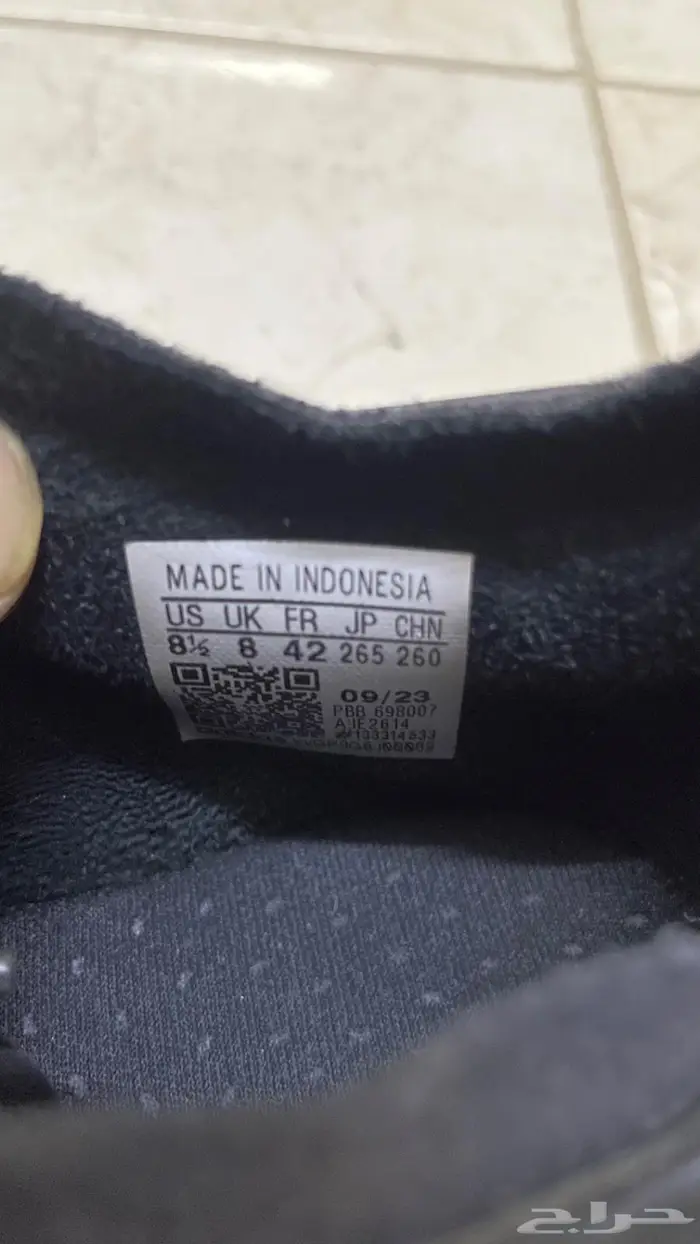 MADE IN INDONESIA
US UK FR JP CHN
8½ 8 42 265 260
09/23
PBB 698007
AIE2614
حراج